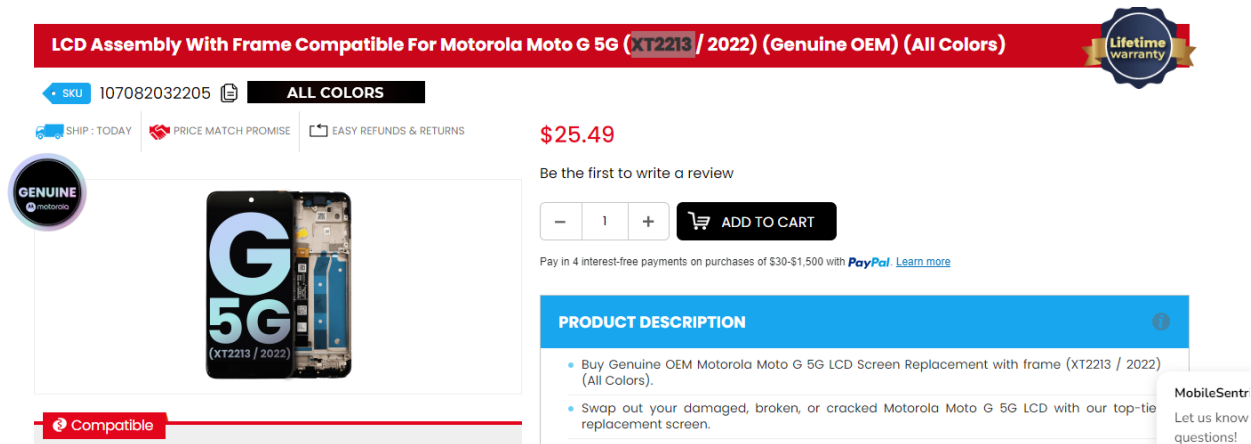 LCD Assembly With Frame Compatible For Motorola Moto G 5G (XT2213 / 2022) (Genuine OEM) (All Colors)
Lifetime
warranty
SKU 107082032205 ALL COLORS
SHIP : TODAY PRICE MATCH PROMISE EASY REFUNDS & RETURNS
$25.49
Be the first to write a review
GENUINE
motorola
G
5G
(XT2213 / 2022)
− 1 + ADD TO CART
Pay in 4 interest-free payments on purchases of $30-$1,500 with PayPal. Learn more
PRODUCT DESCRIPTION
Buy Genuine OEM Motorola Moto G 5G LCD Screen Replacement with frame (XT2213 / 2022)
(All Colors).
Swap out your damaged, broken, or cracked Motorola Moto G 5G LCD with our top-tie
replacement screen.
Compatible
MobileSentri
Let us know
questions!